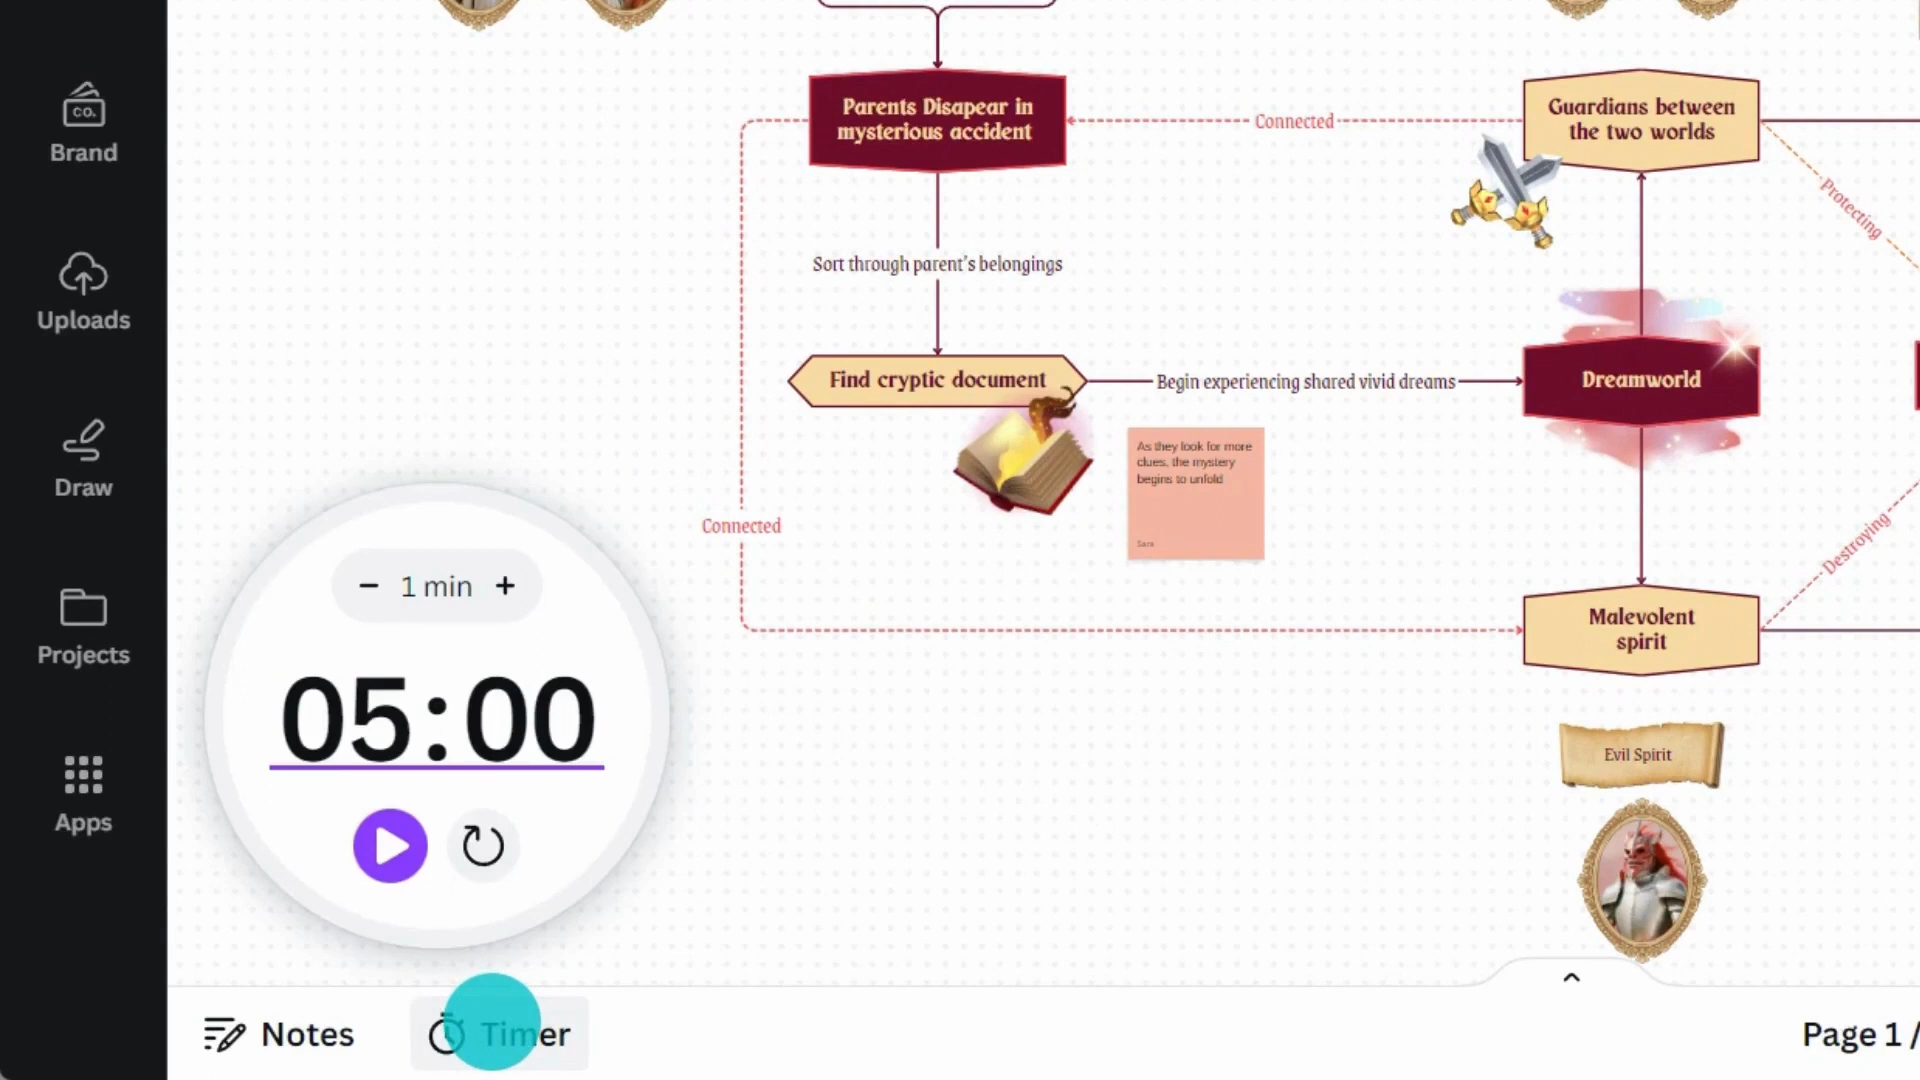 CO.
Brand
Uploads
Draw
Projects
Apps
Parents Disapear in
mysterious accident
Connected
Guardians between
the two worlds
Protecting
Sort through parent's belongings
Find cryptic document
Begin experiencing shared vivid dreams
Dreamworld
As they look for more
clues, the mystery
begins to unfold
Sara
Connected
Destroying
Malevolent
spirit
Evil Spirit
− 1 min +
05:00
Notes
Timer
Page 1 /